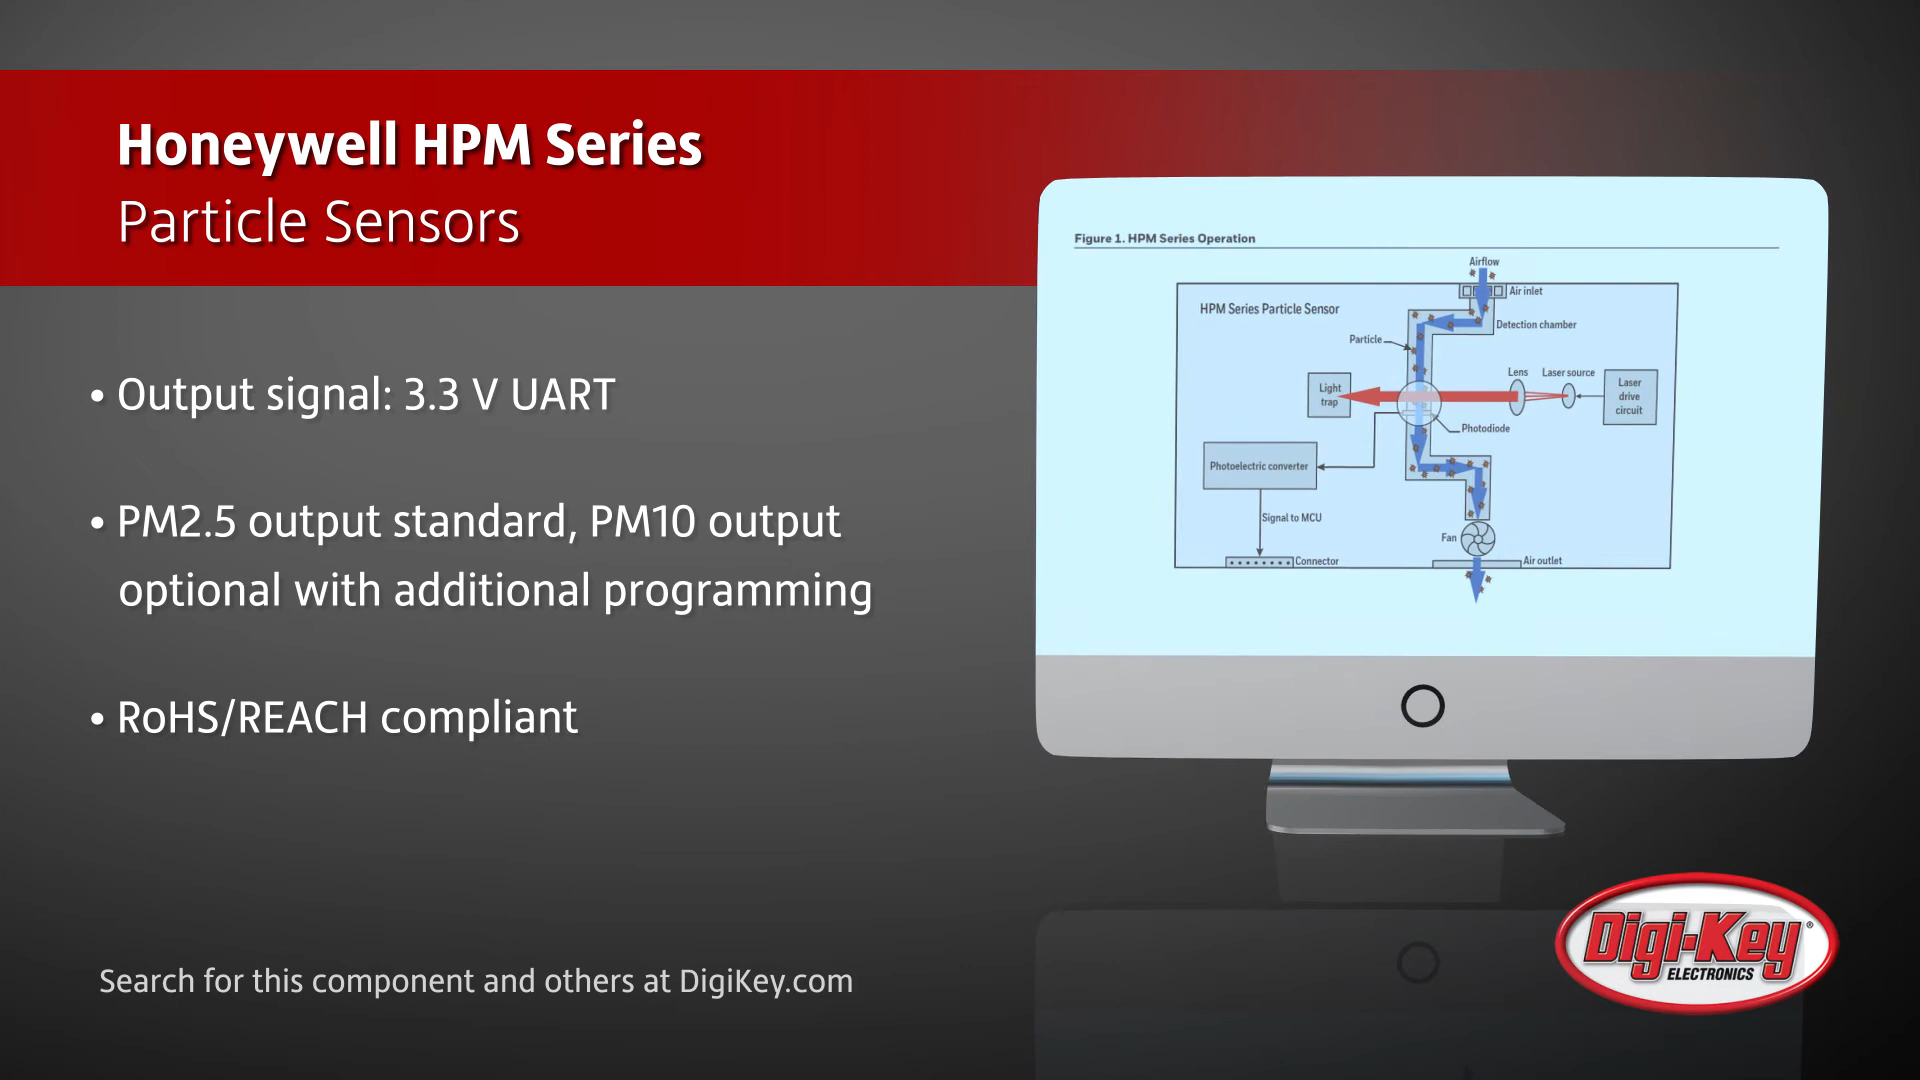 Honeywell HPM Series
Particle Sensors
• Output signal: 3.3 V UART
• PM2.5 output standard, PM10 output
optional with additional programming
• RoHS/REACH compliant
Search for this component and others at DigiKey.com
Figure 1. HPM Series Operation
Airflow
Air inlet
HPM Series Particle Sensor
Detection chamber
Particle
Lens
Laser source
Light
trap
Laser
drive
circuit
Photodiode
Photoelectric converter
Signal to MCU
Fan
Connector
Air outlet
Digi-Key®
ELECTRONICS